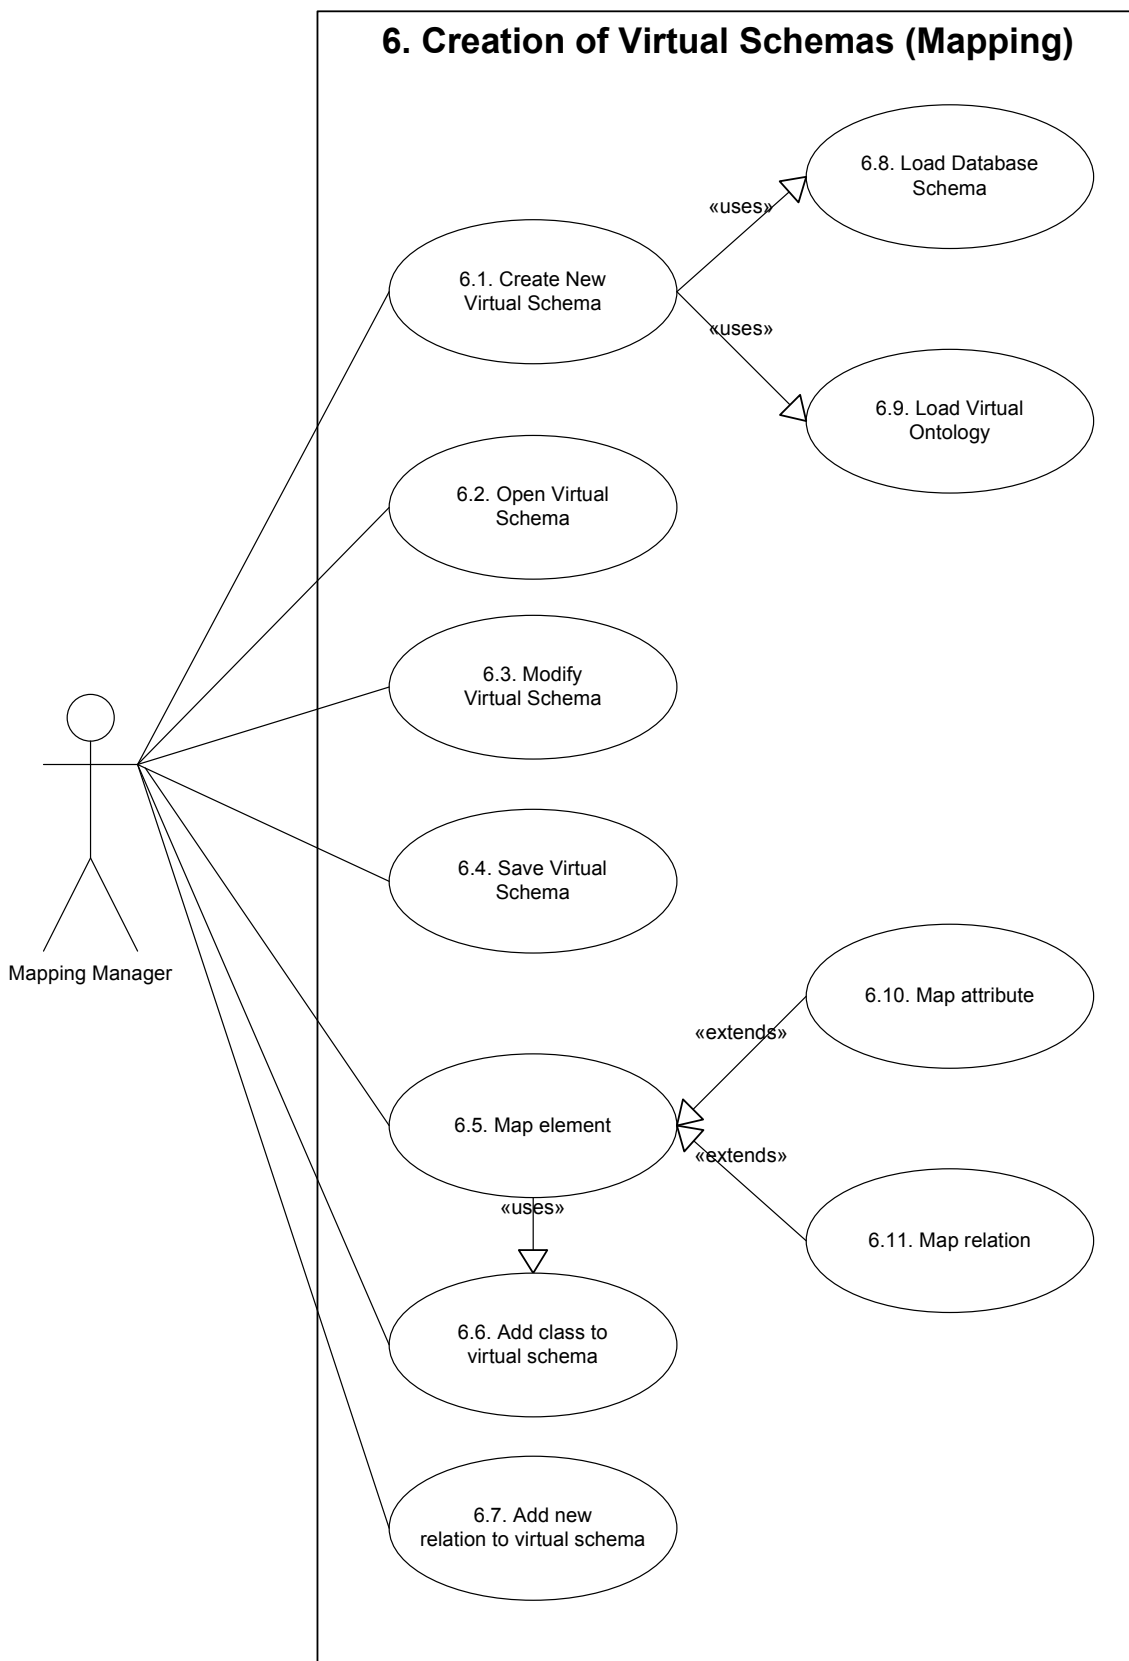 6. Creation of Virtual Schemas (Mapping)
6.8. Load Database
Schema
«uses»
6.1. Create New
Virtual Schema
«uses»
6.9. Load Virtual
Ontology
6.2. Open Virtual
Schema
6.3. Modify
Virtual Schema
6.4. Save Virtual
Schema
Mapping Manager
6.10. Map attribute
«extends»
6.5. Map element
«extends»
«uses»
6.11. Map relation
6.6. Add class to
virtual schema
6.7. Add new
relation to virtual schema